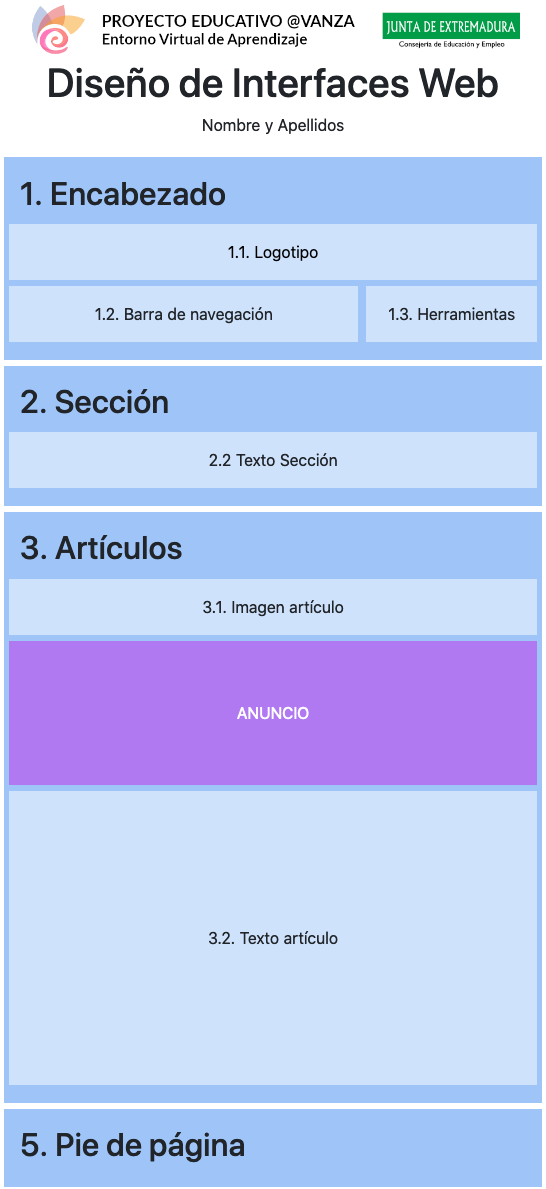 PROYECTO EDUCATIVO @VANZA
Entorno Virtual de Aprendizaje
JUNTA DE EXTREMADURA
Consejería de Educación y Empleo
Diseño de Interfaces Web
Nombre y Apellidos
1. Encabezado
1.1. Logotipo
1.2. Barra de navegación
1.3. Herramientas
2. Sección
2.2 Texto Sección
3. Artículos
3.1. Imagen artículo
ANUNCIO
3.2. Texto artículo
5. Pie de página